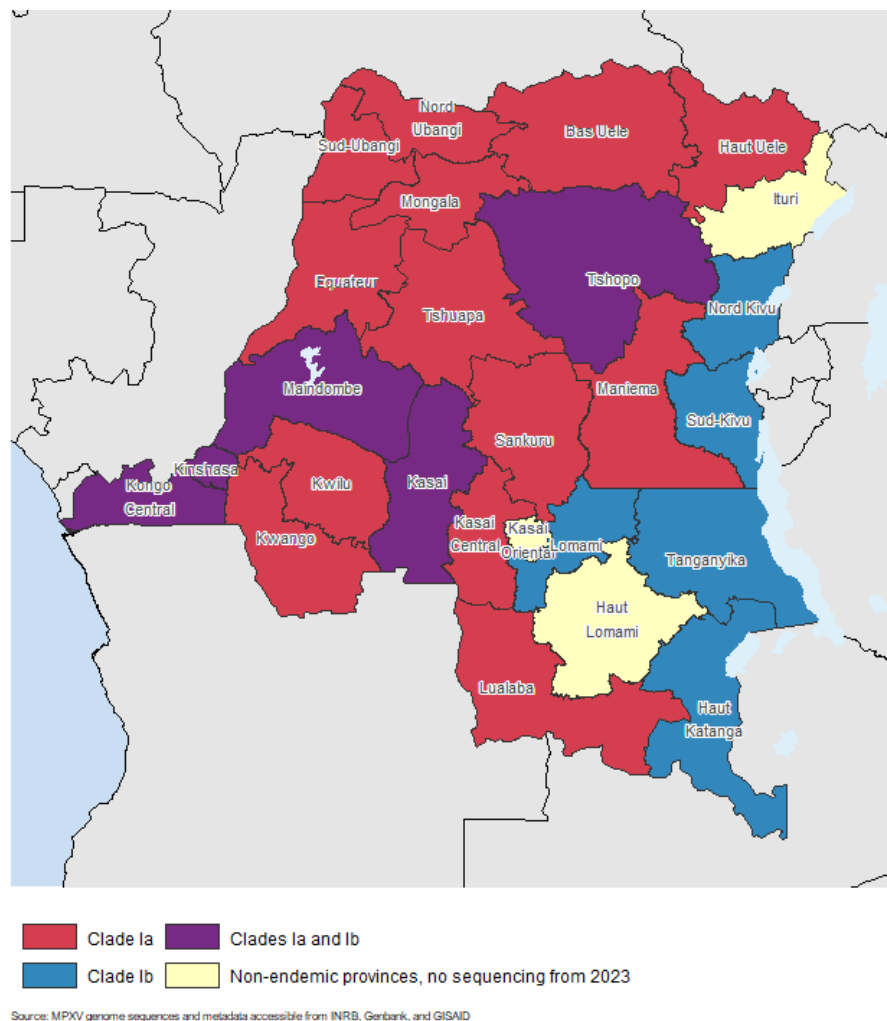 Nord
Ubangi
Sud-Ubangi
Bas Uele
Haut Uele
Mongala
Ituri
Equateur
Tshopo
Nord Kivu
Tshuapa
Maindombe
Maniema
Sud-Kivu
Sankuru
Kinshasa
Kongo
Central
Kwilu
Kasai
Kwango
Kasai
Central
Kasai
Oriental
Lomami
Tanganyika
Haut
Lomami
Lualaba
Haut
Katanga
Clade Ia
Clades Ia and Ib
Clade Ib
Non-endemic provinces, no sequencing from 2023
Source: MPXV genome sequences and metadata accessible from INRB, Genbank, and GISAID